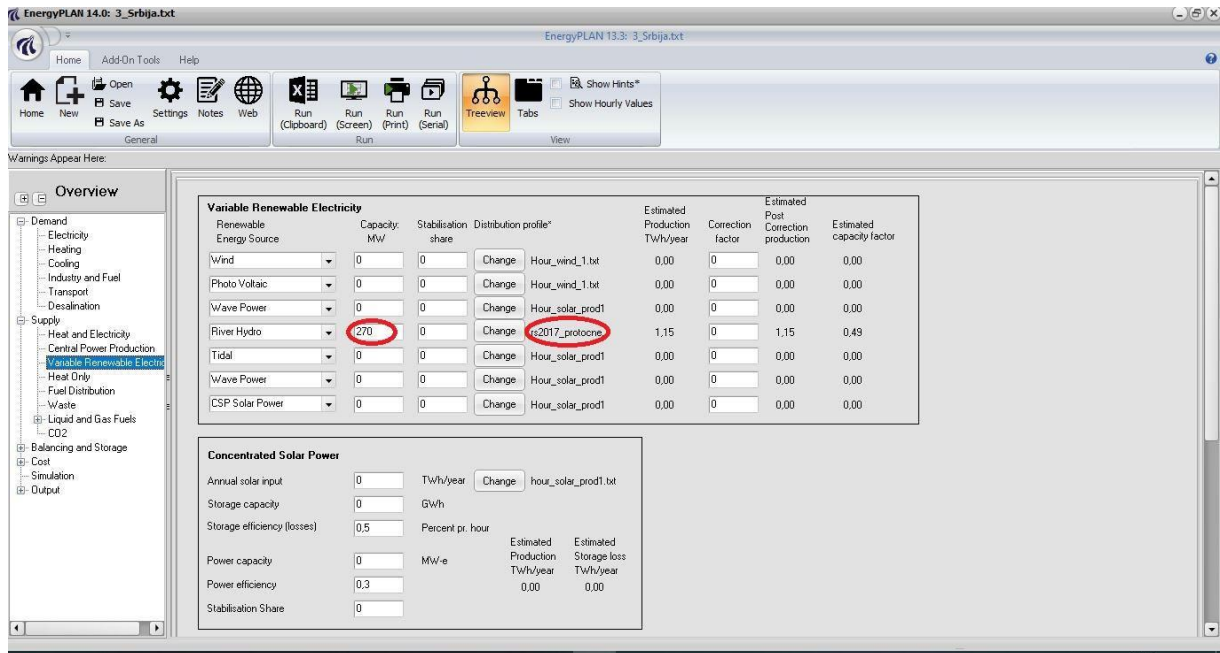 EnergyPLAN 14.0: 3_Srbija.txt
EnergyPLAN 13.3: 3_Srbija.txt
Home Add-On Tools Help
Home New Open Save Save As Settings Notes Web Run (Clipboard) Run (Screen) Run (Print) Run (Serial) Treeview Tabs Show Hints* Show Hourly Values
General Run View
Warnings Appear Here:
Overview
Demand
Electricity
Heating
Cooling
Industry and Fuel
Transport
Desalination
Supply
Heat and Electricity
Central Power Production
Variable Renewable Electric
Heat Only
Fuel Distribution
Waste
Liquid and Gas Fuels
CO2
Balancing and Storage
Cost
Simulation
Output
Variable Renewable Electricity
Renewable Energy Source Capacity: MW Stabilisation share Distribution profile* Estimated Production TWh/year Correction factor Estimated Post Correction production Estimated capacity factor
Wind 0 0 Change Hour_wind_1.txt 0,00 0 0,00 0,00
Photo Voltaic 0 0 Change Hour_wind_1.txt 0,00 0 0,00 0,00
Wave Power 0 0 Change Hour_solar_prod1 0,00 0 0,00 0,00
River Hydro 270 0 Change rs2017_protocne 1,15 0 1,15 0,49
Tidal 0 0 Change Hour_solar_prod1 0,00 0 0,00 0,00
Wave Power 0 0 Change Hour_solar_prod1 0,00 0 0,00 0,00
CSP Solar Power 0 0 Change Hour_solar_prod1 0,00 0 0,00 0,00
Concentrated Solar Power
Annual solar input 0 TWh/year Change hour_solar_prod1.txt
Storage capacity 0 GWh
Storage efficiency (losses) 0,5 Percent pr. hour
Estimated Production TWh/year Estimated Storage loss TWh/year
Power capacity 0 MW-e
Power efficiency 0,3 0,00 0,00
Stabilisation Share 0